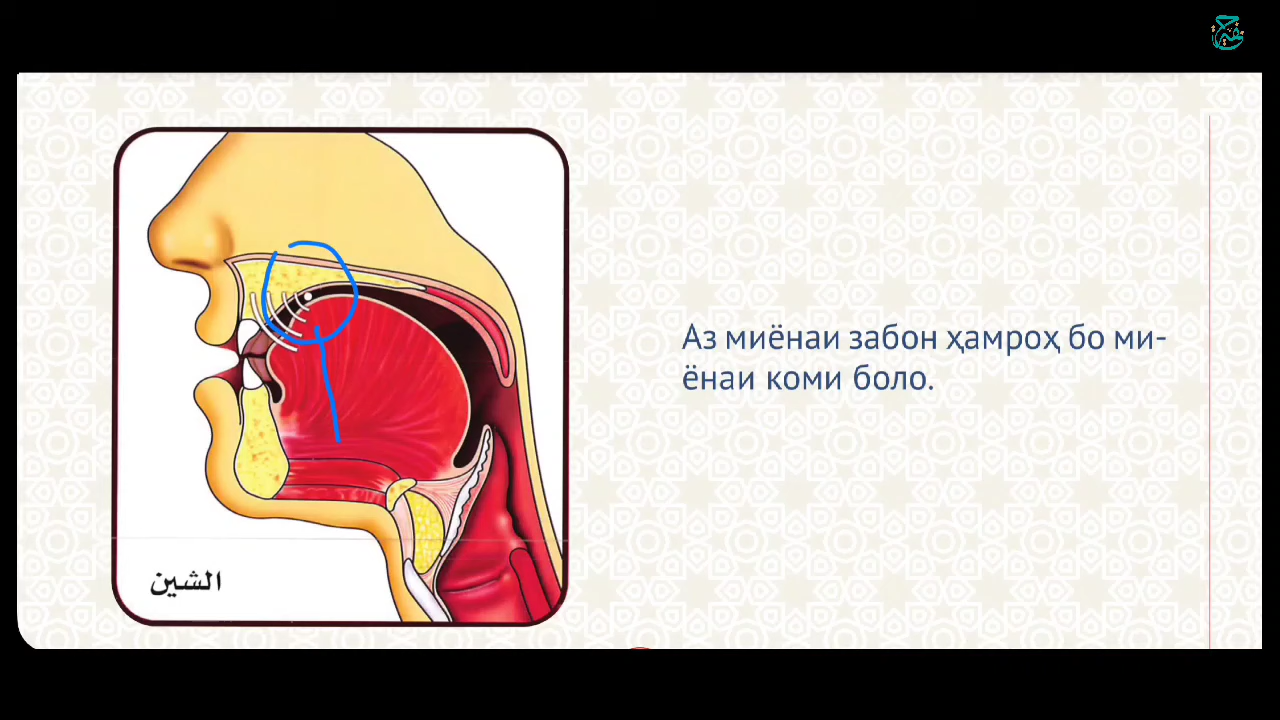 Аз миёнаи забон ҳамроҳ бо ми-
ёнаи коми боло.
الشين